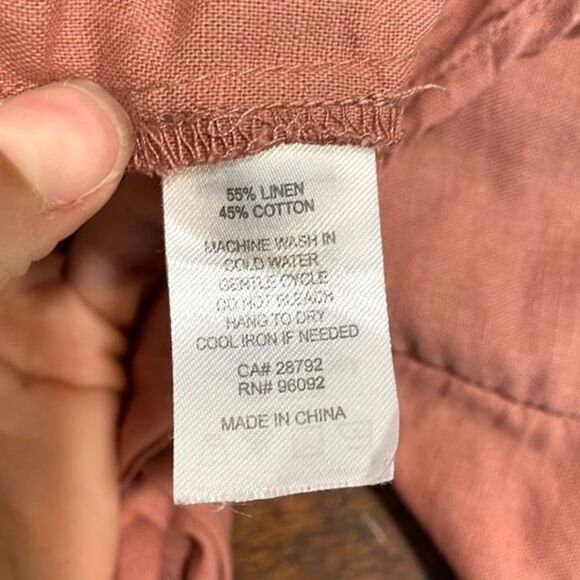 55% LINEN
45% COTTON
MACHINE WASH IN
COLD WATER
GENTLE CYCLE
DO NOT BLEACH
HANG TO DRY
COOL IRON IF NEEDED
CA# 28792
RN# 96092
MADE IN CHINA